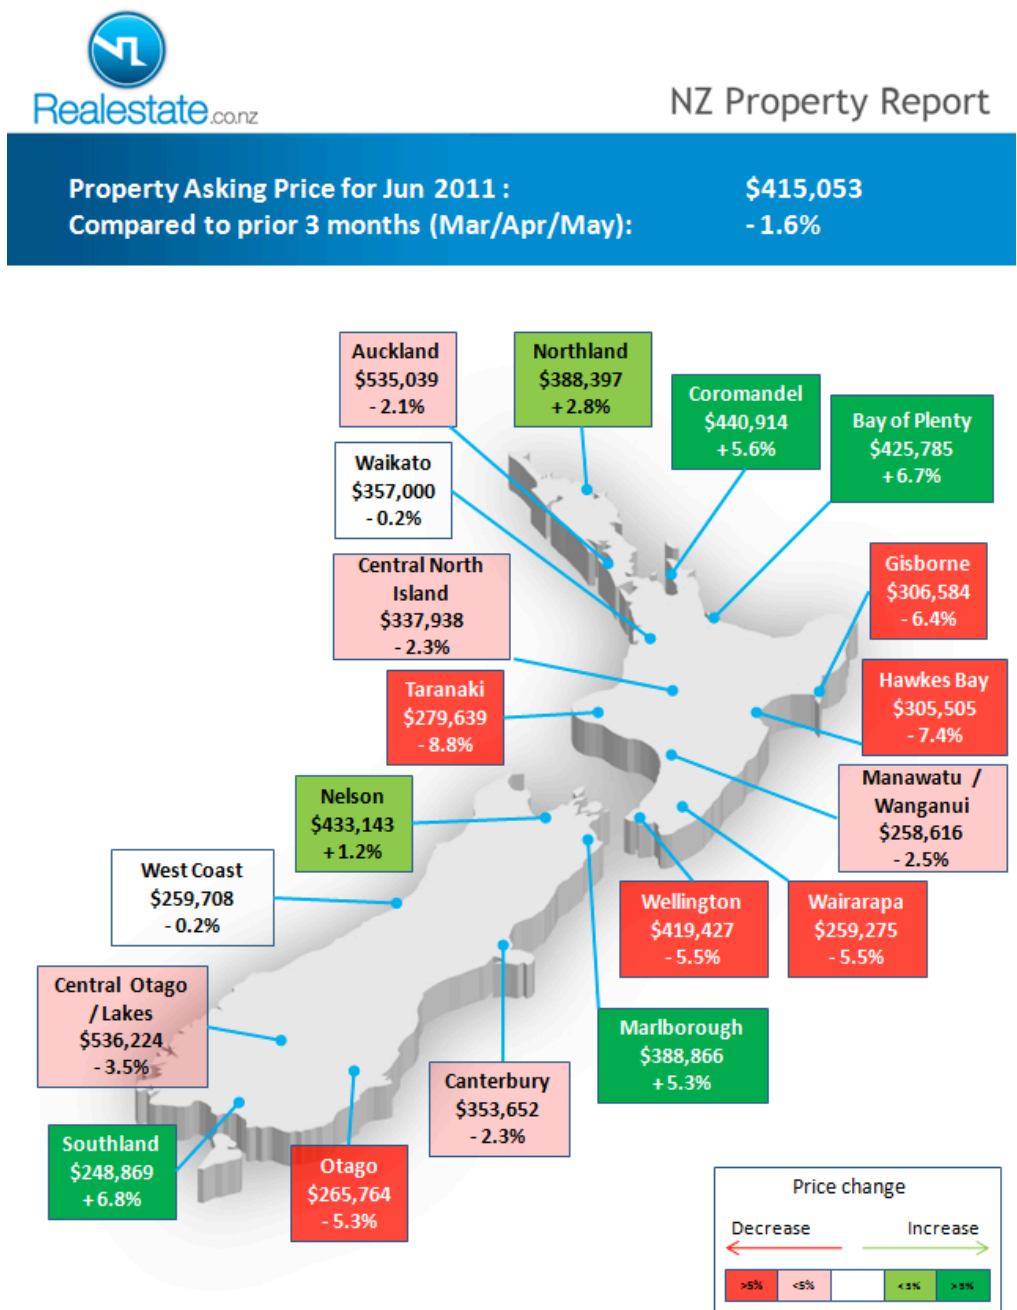 Realestate.co.nz
NZ Property Report
Property Asking Price for Jun 2011 : $415,053
Compared to prior 3 months (Mar/Apr/May): - 1.6%
Auckland
$535,039
- 2.1%
Northland
$388,397
+ 2.8%
Coromandel
$440,914
+ 5.6%
Bay of Plenty
$425,785
+ 6.7%
Waikato
$357,000
- 0.2%
Central North
Island
$337,938
- 2.3%
Gisborne
$306,584
- 6.4%
Taranaki
$279,639
- 8.8%
Hawkes Bay
$305,505
- 7.4%
Manawatu /
Wanganui
$258,616
- 2.5%
Nelson
$433,143
+ 1.2%
West Coast
$259,708
- 0.2%
Wellington
$419,427
- 5.5%
Wairarapa
$259,275
- 5.5%
Central Otago
/ Lakes
$536,224
- 3.5%
Marlborough
$388,866
+ 5.3%
Canterbury
$353,652
- 2.3%
Southland
$248,869
+ 6.8%
Otago
$265,764
- 5.3%
Price change
Decrease Increase
>5% <5% <5% >5%